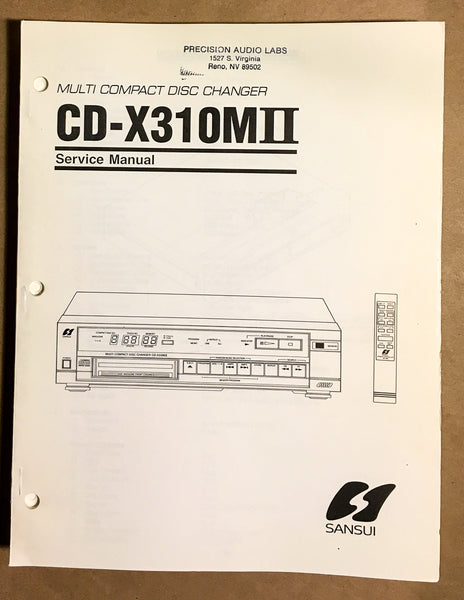 PRECISION AUDIO LABS
1527 S. Virginia
Reno, NV 89502
MULTI COMPACT DISC CHANGER
CD-X310MII
Service Manual
SANSUI